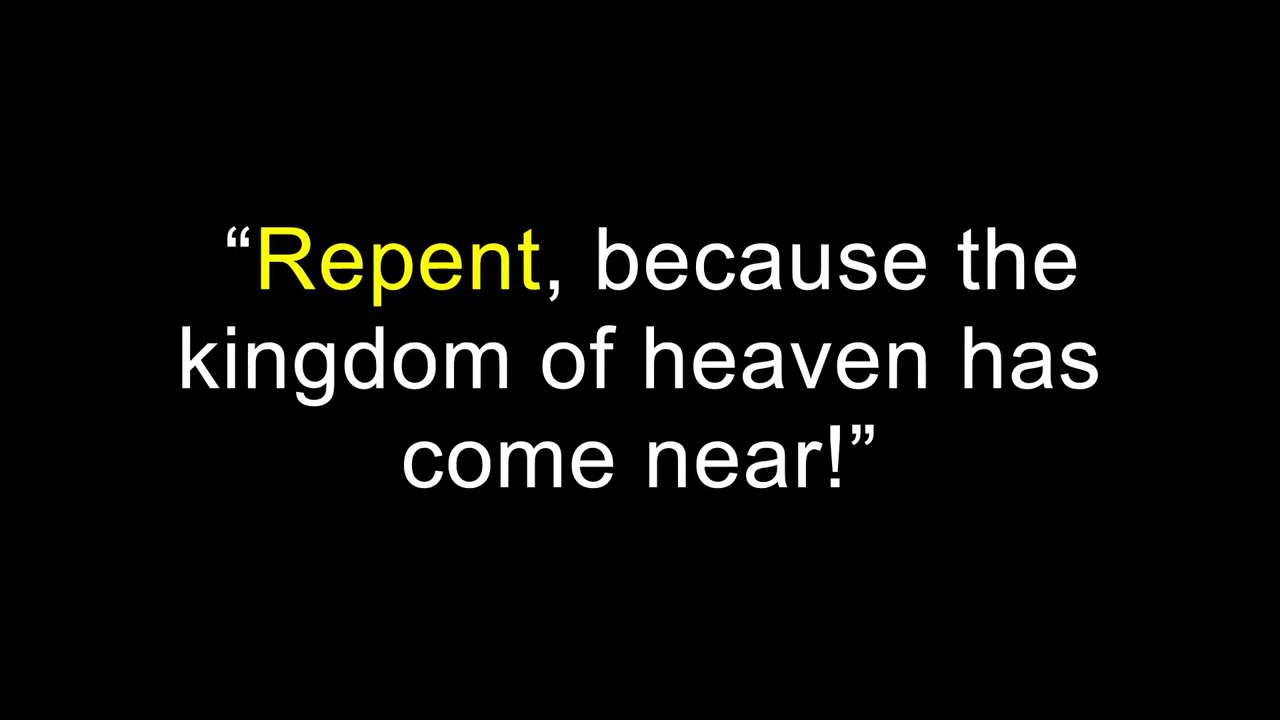 “Repent, because the
kingdom of heaven has
come near!”